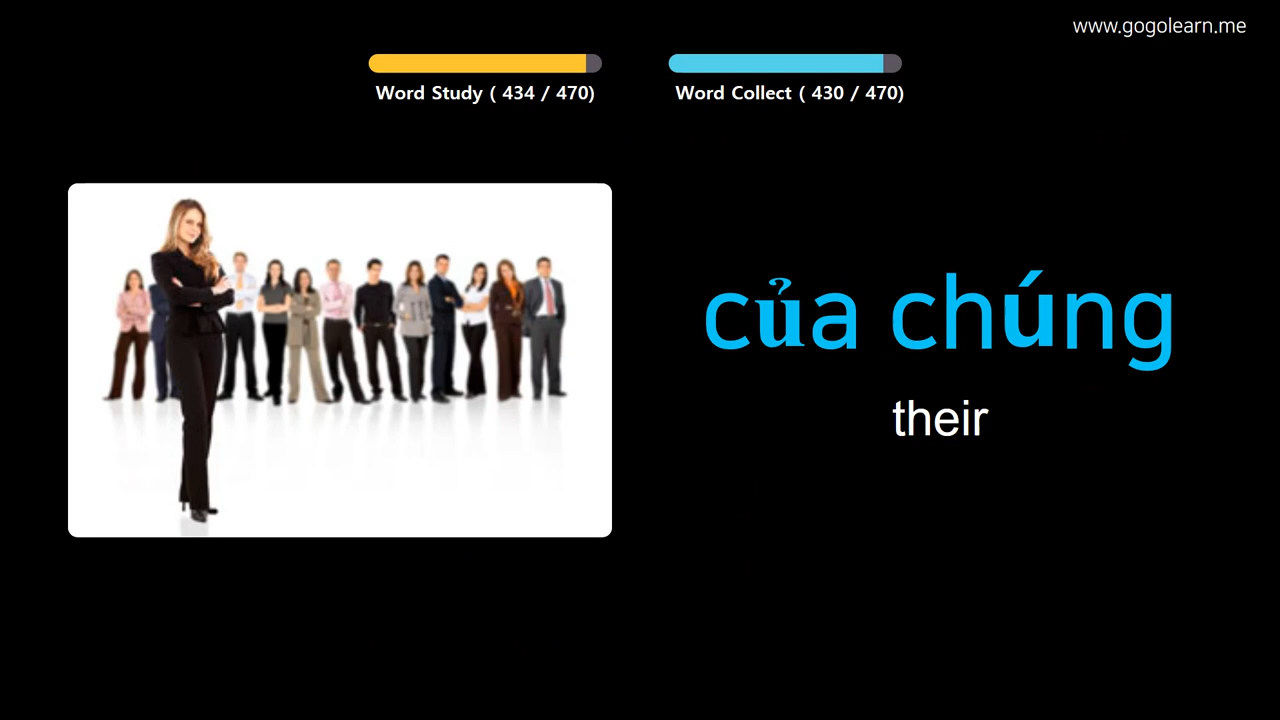 www.gogolearn.me
Word Study ( 434 / 470)
Word Collect ( 430 / 470)
của chúng
their